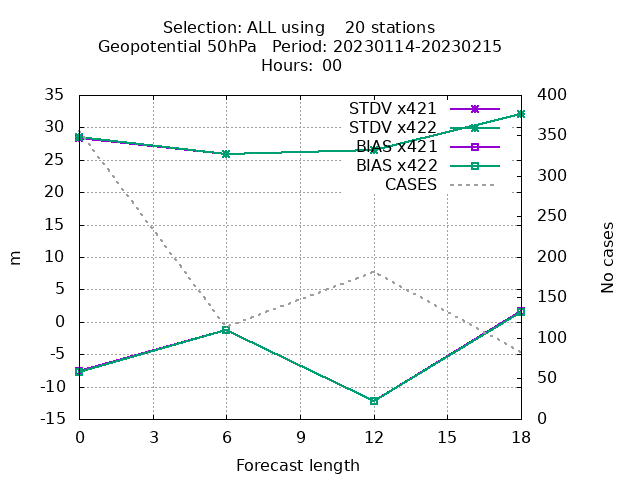 Selection: ALL using    20 stations
Geopotential 50hPa   Period: 20230114-20230215
Hours: 00
35
30
25
20
15
10
5
0
-5
-10
-15
m
400
350
300
250
200
150
100
50
0
No cases
STDV x421
STDV x422
BIAS x421
BIAS x422
CASES
0 3 6 9 12 15 18
Forecast length